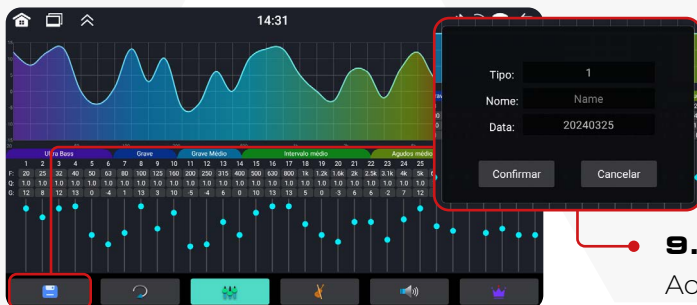 14:31
Tipo: 1
Nome: Name
Data: 20240325
Confirmar Cancelar
Ultra Bass Grave Grave Médio Intervalo médio Agudos médio
1 2 3 4 5 6 7 8 9 10 11 12 13 14 15 16 17 18 19 20 21 22 23 24 25
F: 20 25 32 40 50 63 80 100 125 160 200 250 315 400 500 630 800 1k 1.2k 1.6k 2k 2.5k 3.1k 4k 5k
Q: 1.0 1.0 1.0 1.0 1.0 1.0 1.0 1.0 1.0 1.0 1.0 1.0 1.0 1.0 1.0 1.0 1.0 1.0 1.0 1.0 1.0 1.0 1.0 1.0 1.0
G: 12 8 12 13 0 -4 1 13 3 10 -5 -4 6 0 10 13 13 5 0 -3 6 6 -2 7 12
9.